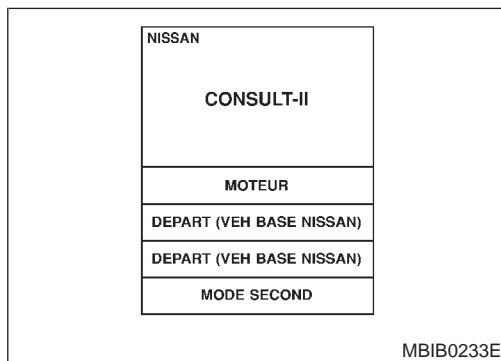 NISSAN
CONSULT-II
MOTEUR
DEPART (VEH BASE NISSAN)
DEPART (VEH BASE NISSAN)
MODE SECOND
MBIB0233E